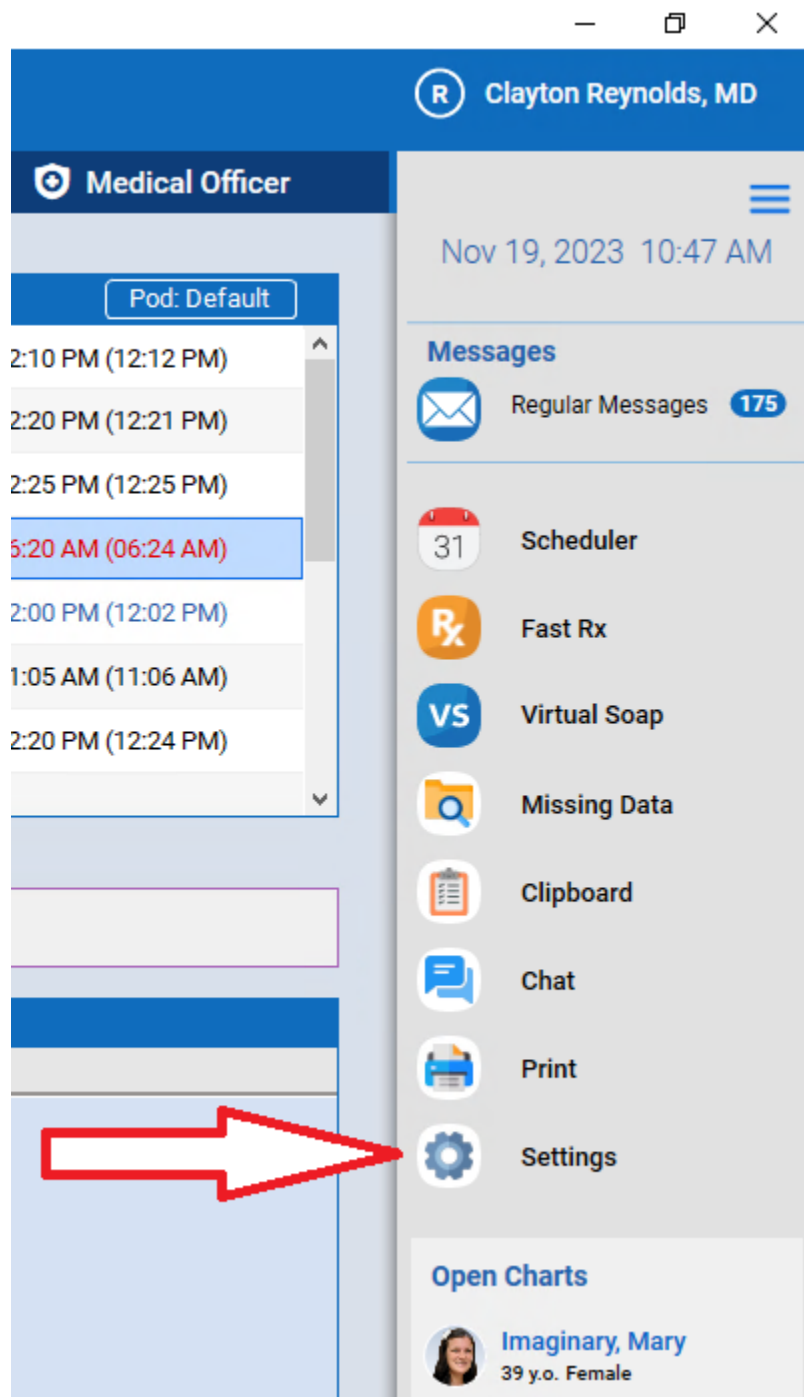 R Clayton Reynolds, MD
Medical Officer
Nov 19, 2023 10:47 AM
Pod: Default
2:10 PM (12:12 PM)
2:20 PM (12:21 PM)
2:25 PM (12:25 PM)
6:20 AM (06:24 AM)
2:00 PM (12:02 PM)
1:05 AM (11:06 AM)
2:20 PM (12:24 PM)
Messages
Regular Messages 175
31 Scheduler
Rx Fast Rx
VS Virtual Soap
Missing Data
Clipboard
Chat
Print
Settings
Open Charts
Imaginary, Mary
39 y.o. Female